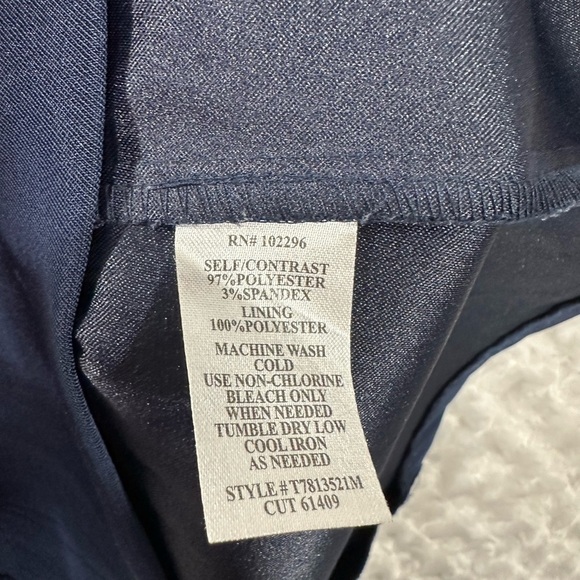 RN# 102296
SELF/CONTRAST
97%POLYESTER
3%SPANDEX
LINING
100%POLYESTER
MACHINE WASH
COLD
USE NON-CHLORINE
BLEACH ONLY
WHEN NEEDED
TUMBLE DRY LOW
COOL IRON
AS NEEDED
STYLE # T7813521M
CUT 61409